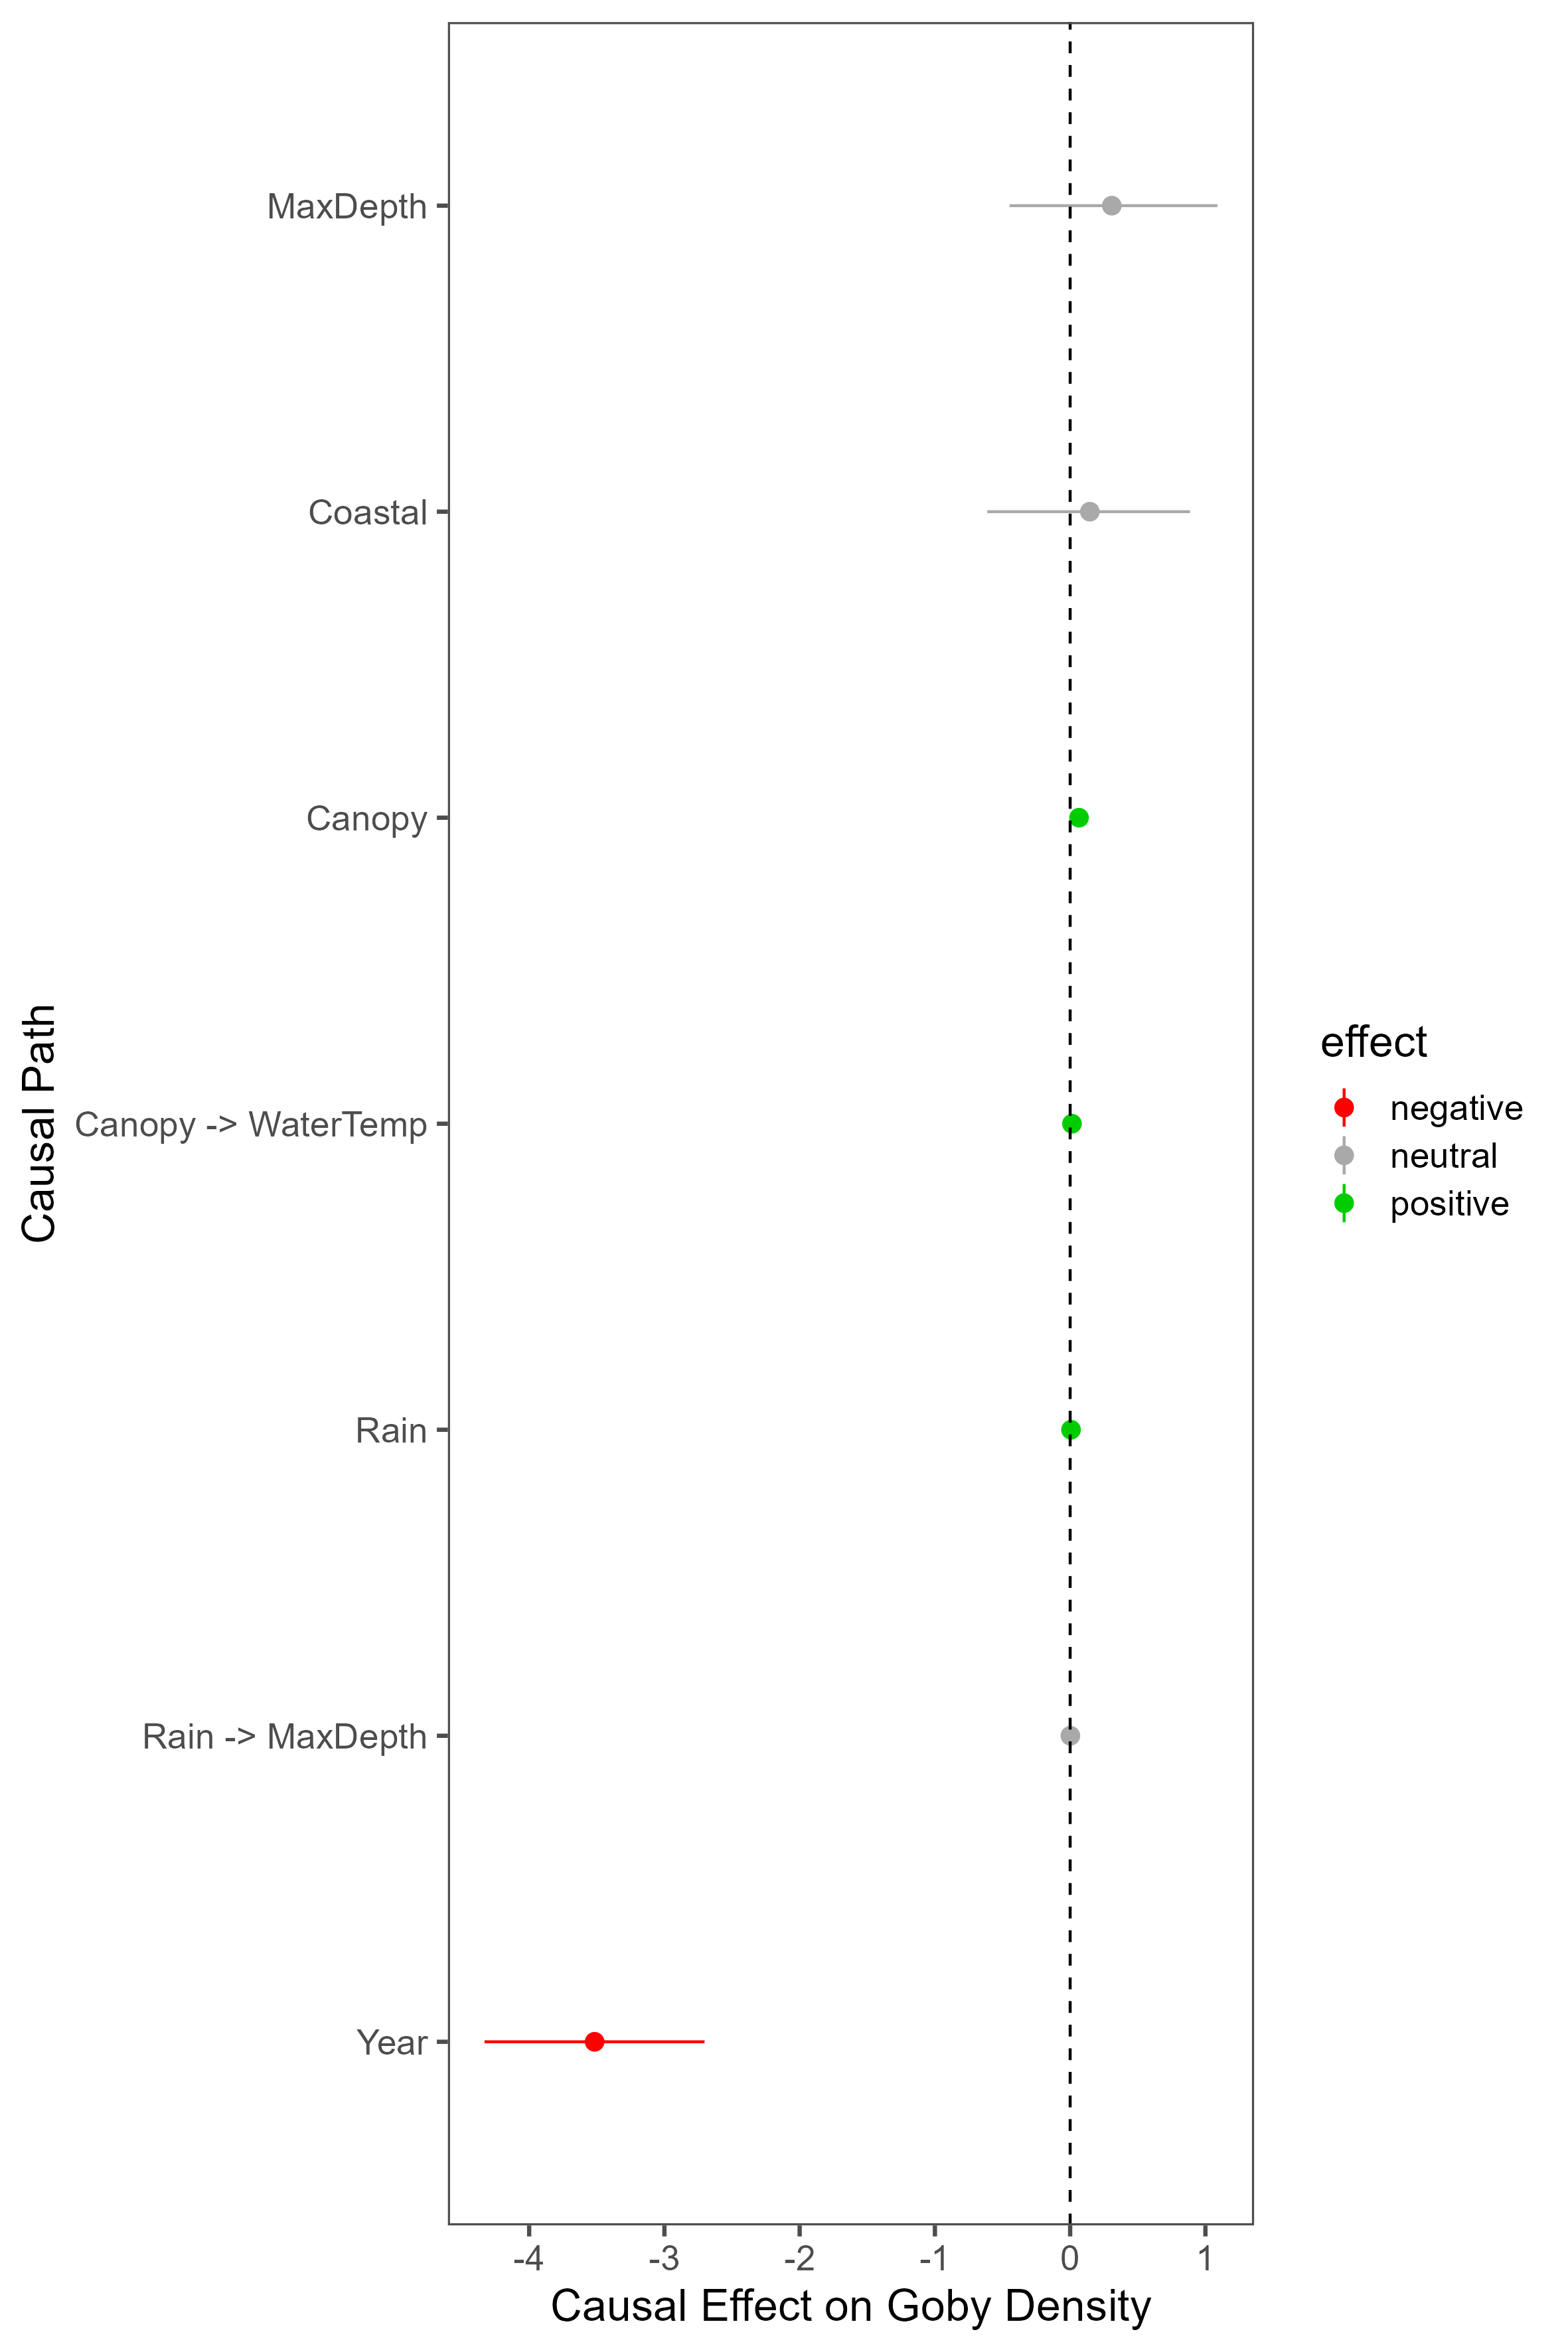 MaxDepth
Coastal
Canopy
Canopy -> WaterTemp
Rain
Rain -> MaxDepth
Year
Causal Path
-4 -3 -2 -1 0 1
Causal Effect on Goby Density
effect
negative
neutral
positive